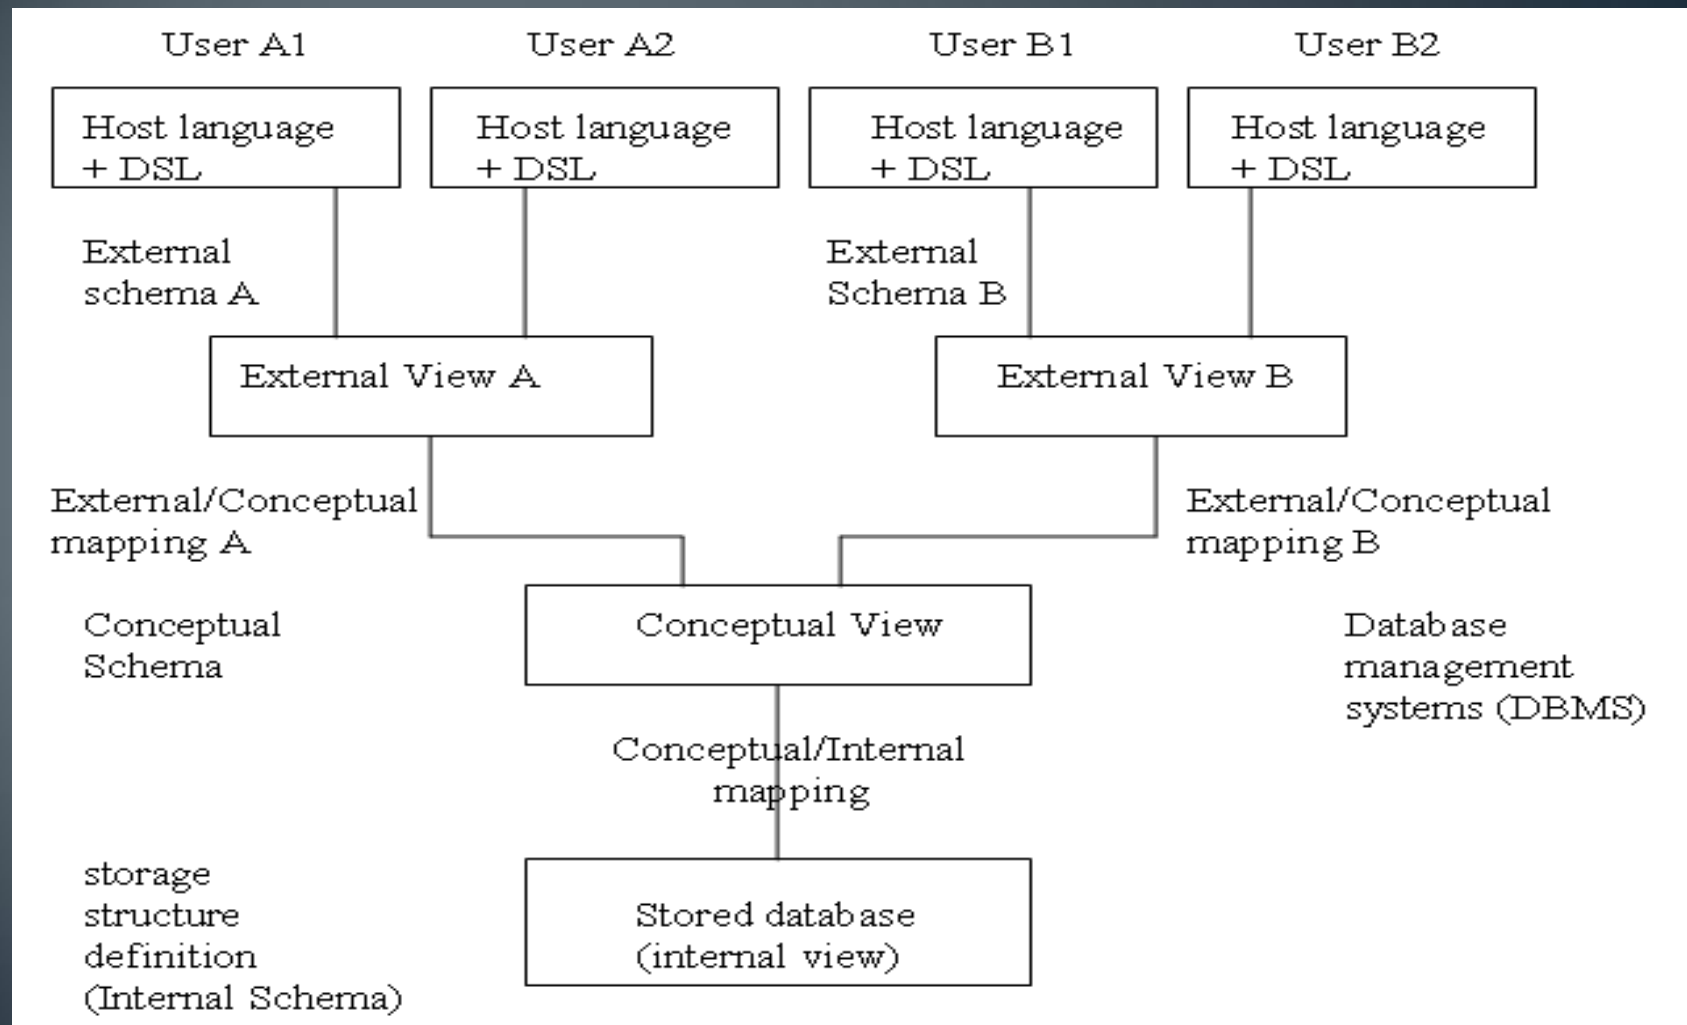 User A1
User A2
User B1
User B2
Host language
+ DSL
Host language
+ DSL
Host language
+ DSL
Host language
+ DSL
External
schema A
External
Schema B
External View A
External View B
External/Conceptual
mapping A
External/Conceptual
mapping B
Conceptual
Schema
Conceptual View
Database
management
systems (DBMS)
Conceptual/Internal
mapping
storage
structure
definition
(Internal Schema)
Stored database
(internal view)